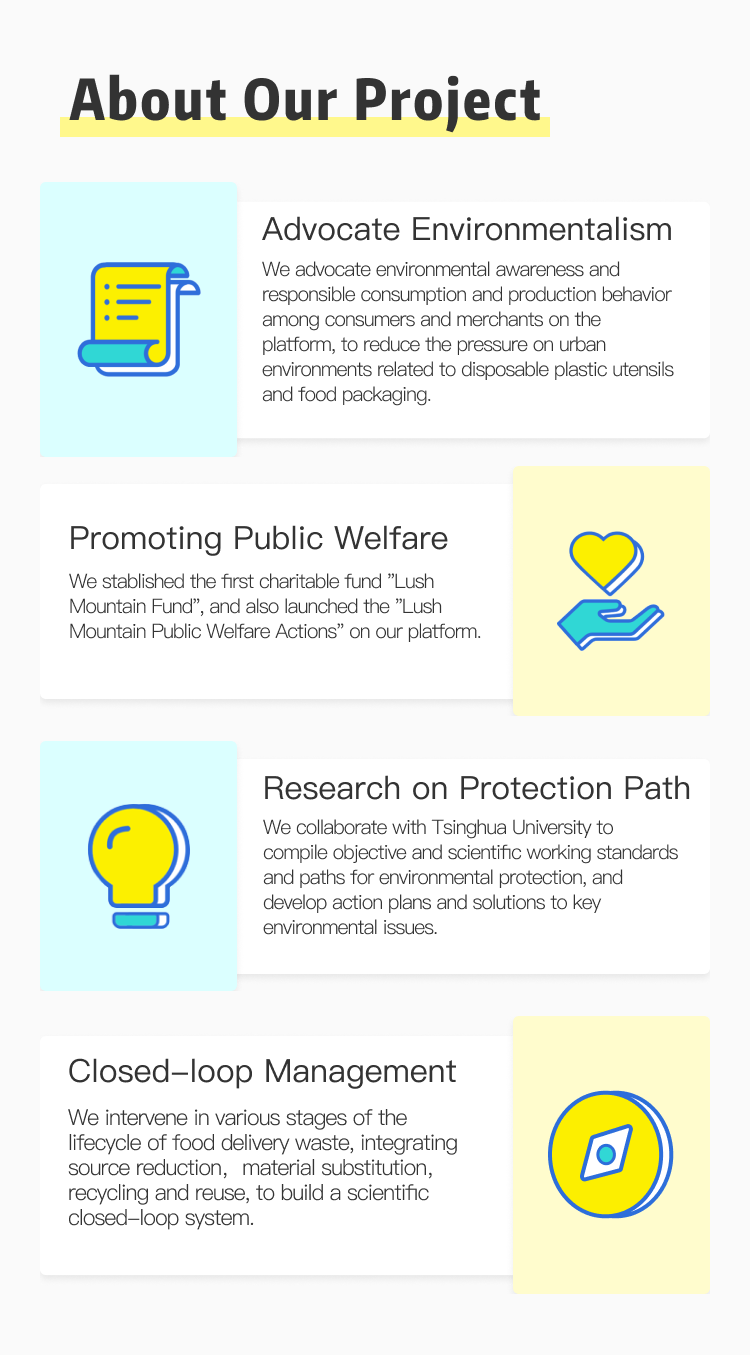 About Our Project
Advocate Environmentalism
We advocate environmental awareness and
responsible consumption and production behavior
among consumers and merchants on the
platform, to reduce the pressure on urban
environments related to disposable plastic utensils
and food packaging.
Promoting Public Welfare
We stablished the first charitable fund ”Lush
Mountain Fund”, and also launched the ”Lush
Mountain Public Welfare Actions” on our platform.
Research on Protection Path
We collaborate with Tsinghua University to
compile objective and scientific working standards
and paths for environmental protection, and
develop action plans and solutions to key
environmental issues.
Closed–loop Management
We intervene in various stages of the
lifecycle of food delivery waste, integrating
source reduction， material substitution,
recycling and reuse, to build a scientific
closed–loop system.